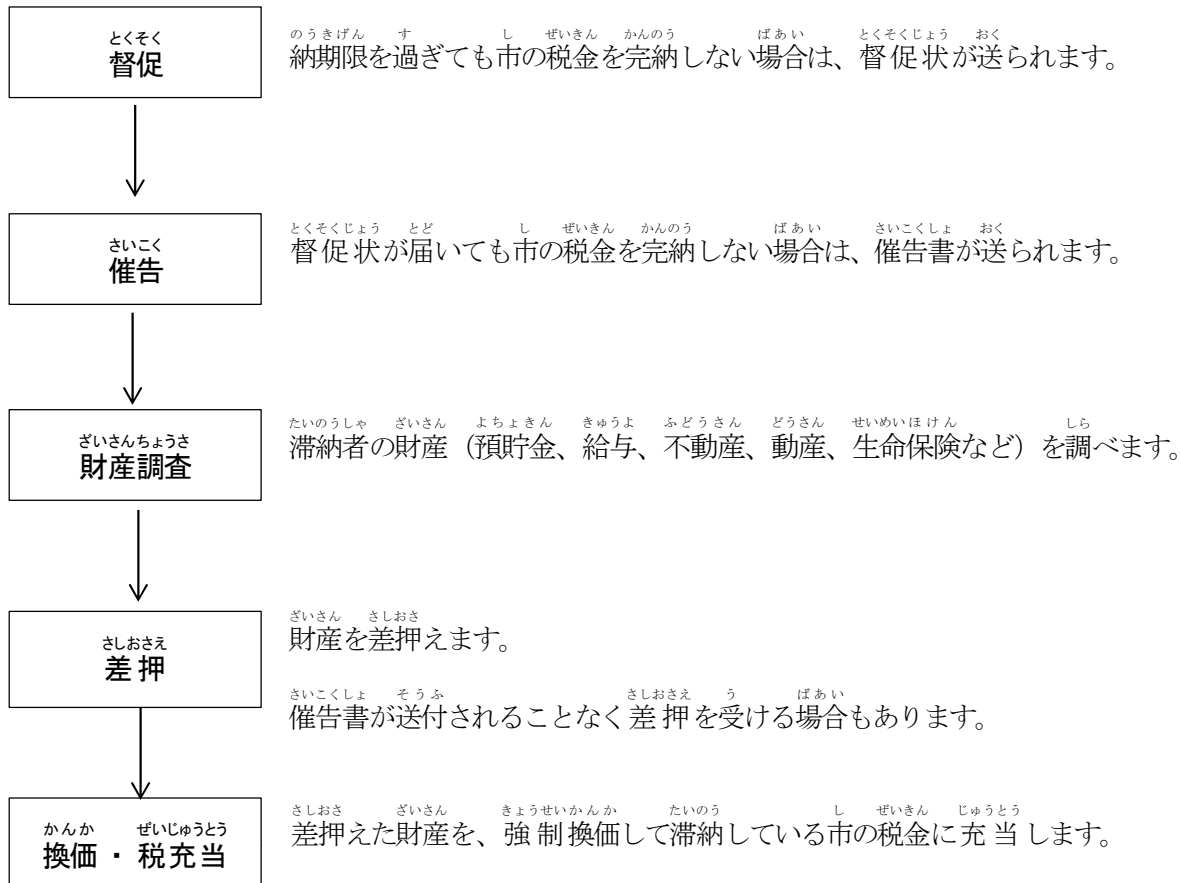 とくそく
督促
のうきげん す し ぜいきん かんのう ばあい とくそくじょう おく
納期限を過ぎても市の税金を完納しない場合は、督促状が送られます。
さいこく
催告
とくそくじょう とど し ぜいきん かんのう ばあい さいこくしょ おく
督促状が届いても市の税金を完納しない場合は、催告書が送られます。
ざいさんちょうさ
財産調査
たいのうしゃ ざいさん よちょきん きゅうよ ふどうさん どうさん せいめいほけん しら
滞納者の財産（預貯金、給与、不動産、動産、生命保険など）を調べます。
さしおさえ
差押
ざいさん さしおさ
財産を差押えます。
さいこくしょ そうふ さしおさえ う ばあい
催告書が送付されることなく差押を受ける場合もあります。
かんか ぜいじゅうとう
換価・税充当
さしおさ ざいさん きょうせいかんか たいのう し ぜいきん じゅうとう
差押えた財産を、強制換価して滞納している市の税金に充当します。